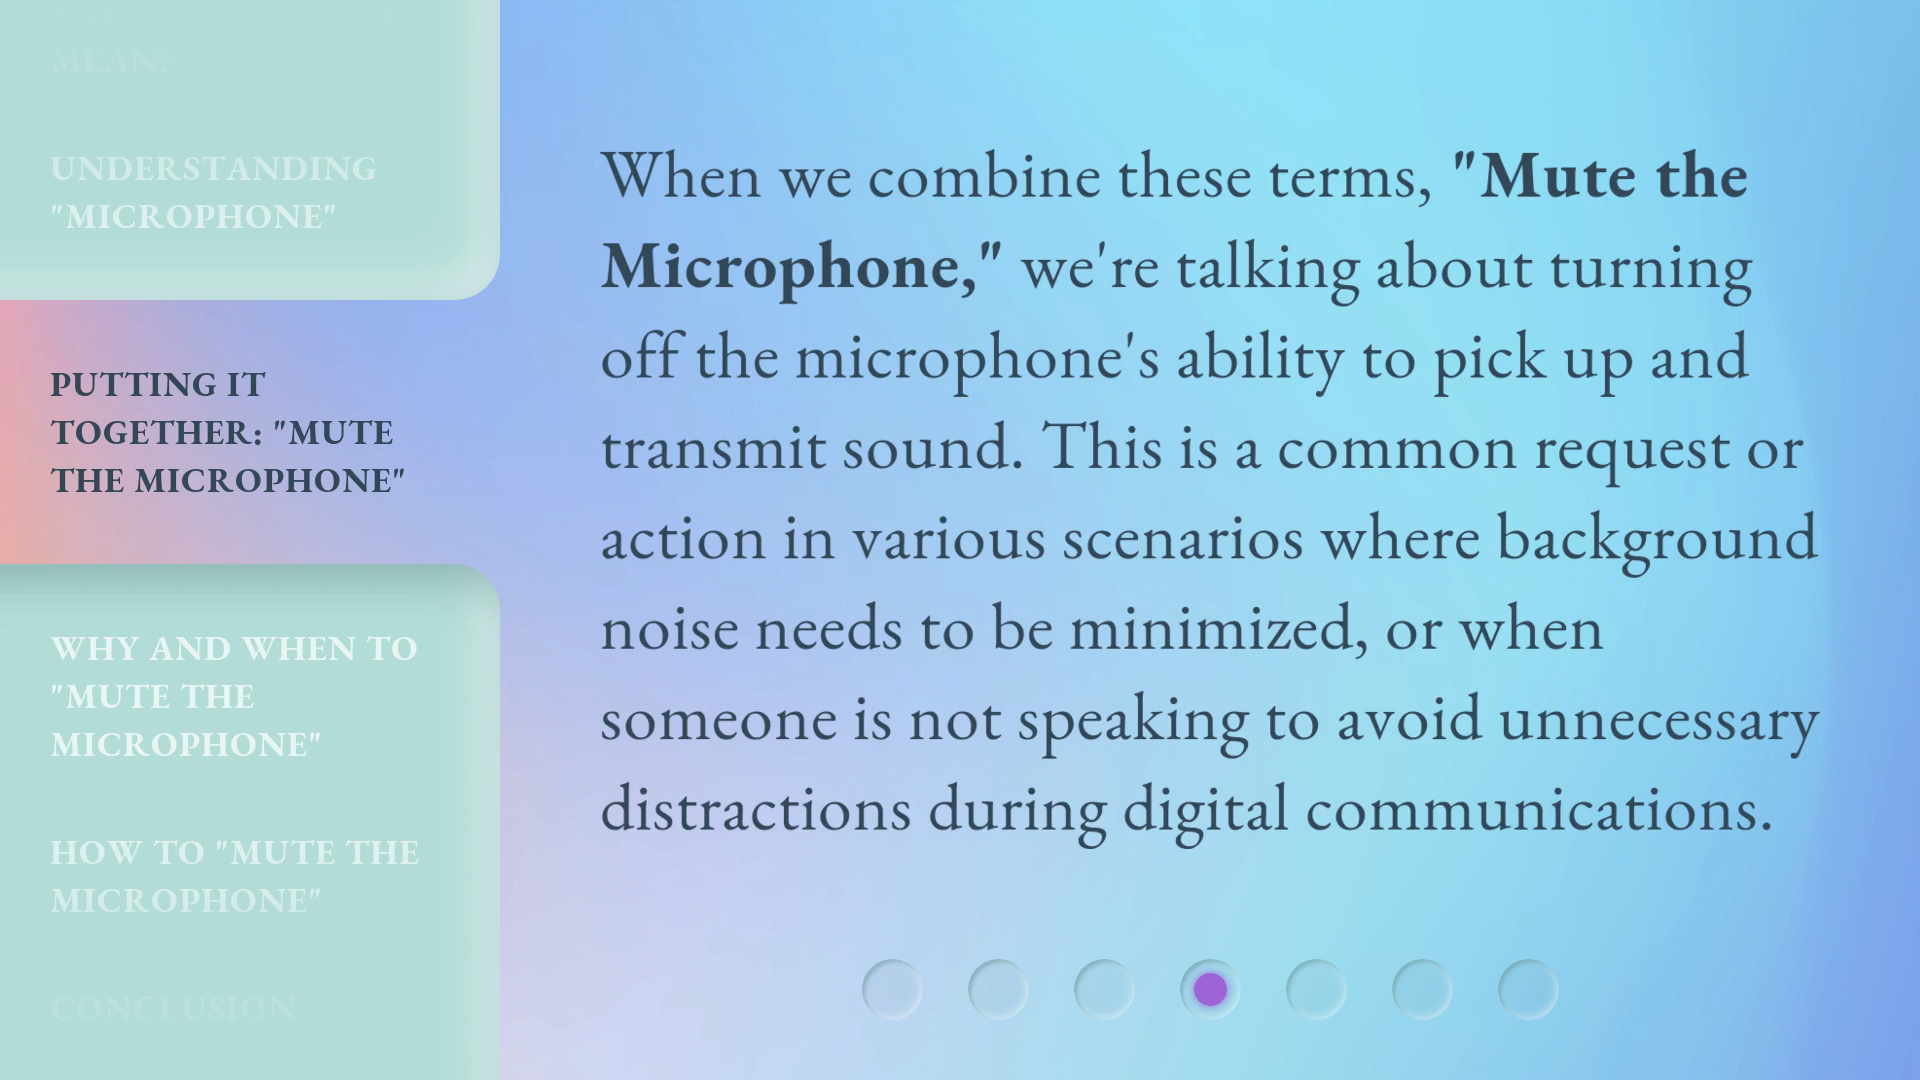 MEAN?
UNDERSTANDING
"MICROPHONE"
PUTTING IT
TOGETHER: "MUTE
THE MICROPHONE"
WHY AND WHEN TO
"MUTE THE
MICROPHONE"
HOW TO "MUTE THE
MICROPHONE"
CONCLUSION
When we combine these terms, "Mute the
Microphone," we're talking about turning
off the microphone's ability to pick up and
transmit sound. This is a common request or
action in various scenarios where background
noise needs to be minimized, or when
someone is not speaking to avoid unnecessary
distractions during digital communications.